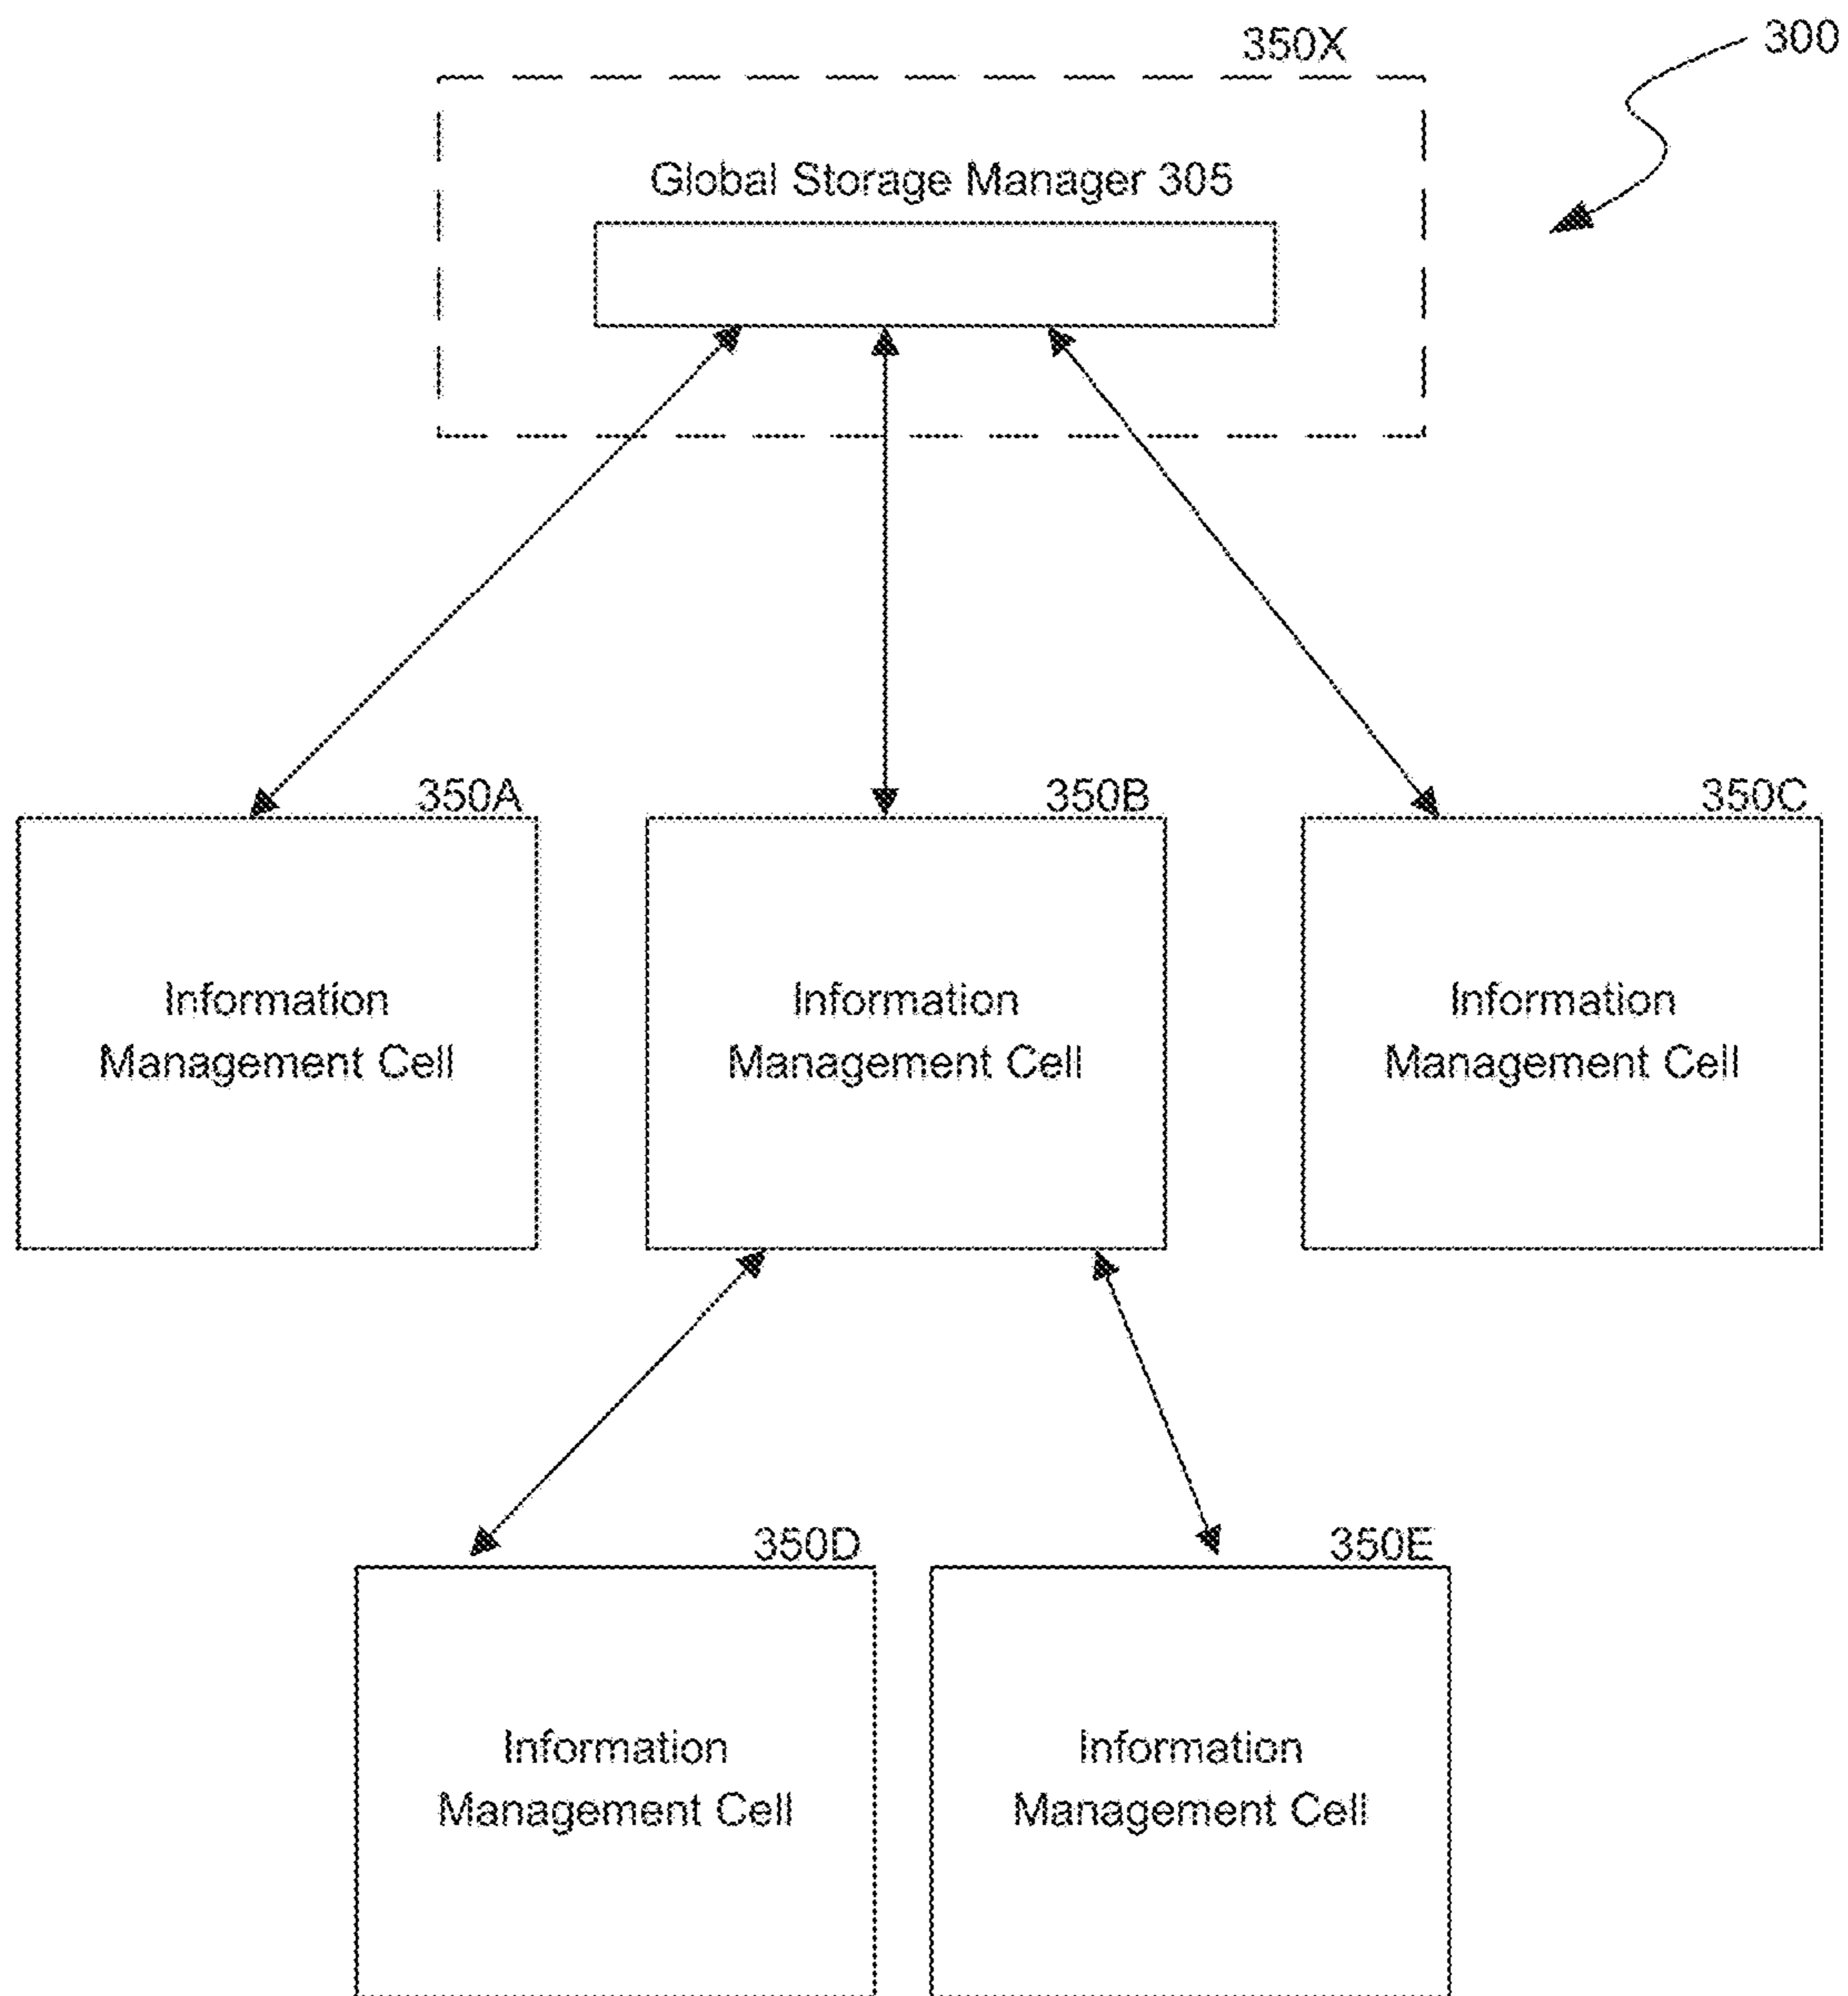 350X
300
Global Storage Manager 305
350A
350B
350C
Information
Management Cell
Information
Management Cell
Information
Management Cell
350D
350E
Information
Management Cell
Information
Management Cell